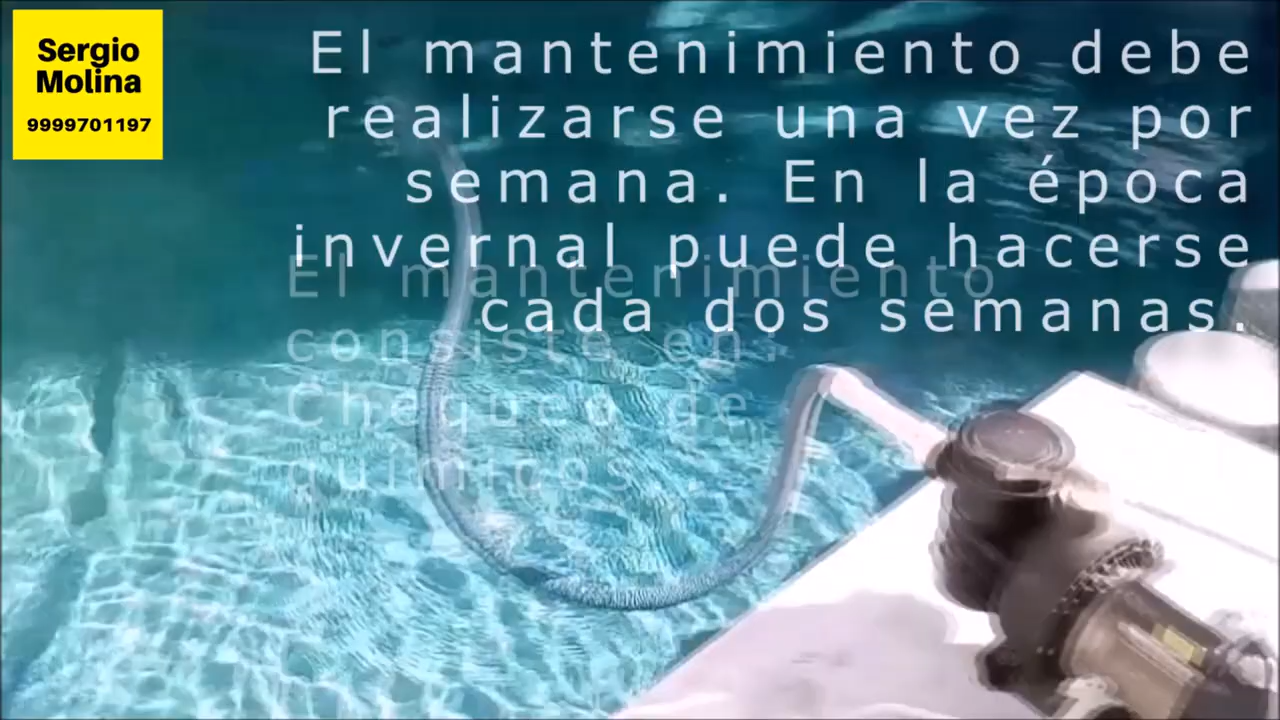 Sergio
Molina
9999701197
El mantenimiento debe
realizarse una vez por
semana. En la época
invernal puede hacerse
cada dos semanas.
El mantenimiento
consiste en:
Chequeo de
químicos